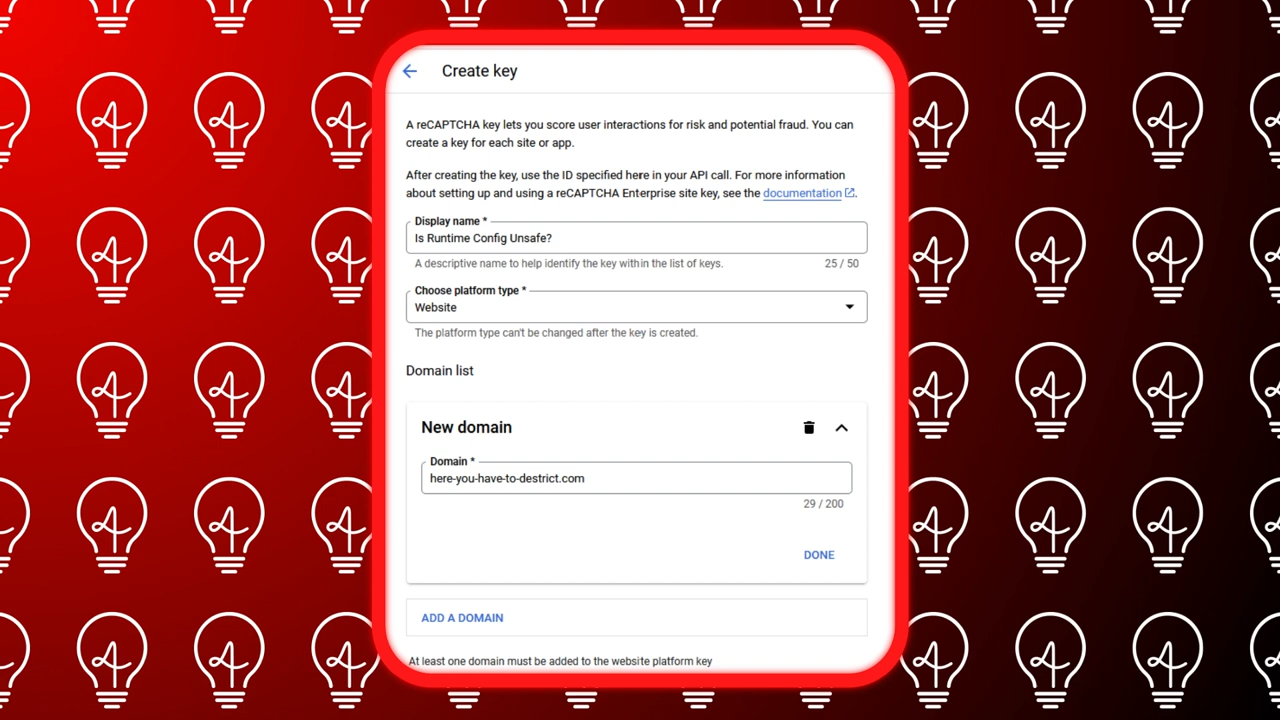 Create key
A reCAPTCHA key lets you score user interactions for risk and potential fraud. You can
create a key for each site or app.
After creating the key, use the ID specified here in your API call. For more information
about setting up and using a reCAPTCHA Enterprise site key, see the documentation.
Display name *
Is Runtime Config Unsafe?
A descriptive name to help identify the key within the list of keys. 25 / 50
Choose platform type *
Website
The platform type can't be changed after the key is created.
Domain list
New domain
Domain *
here-you-have-to-destrict.com
29 / 200
DONE
ADD A DOMAIN
At least one domain must be added to the website platform key